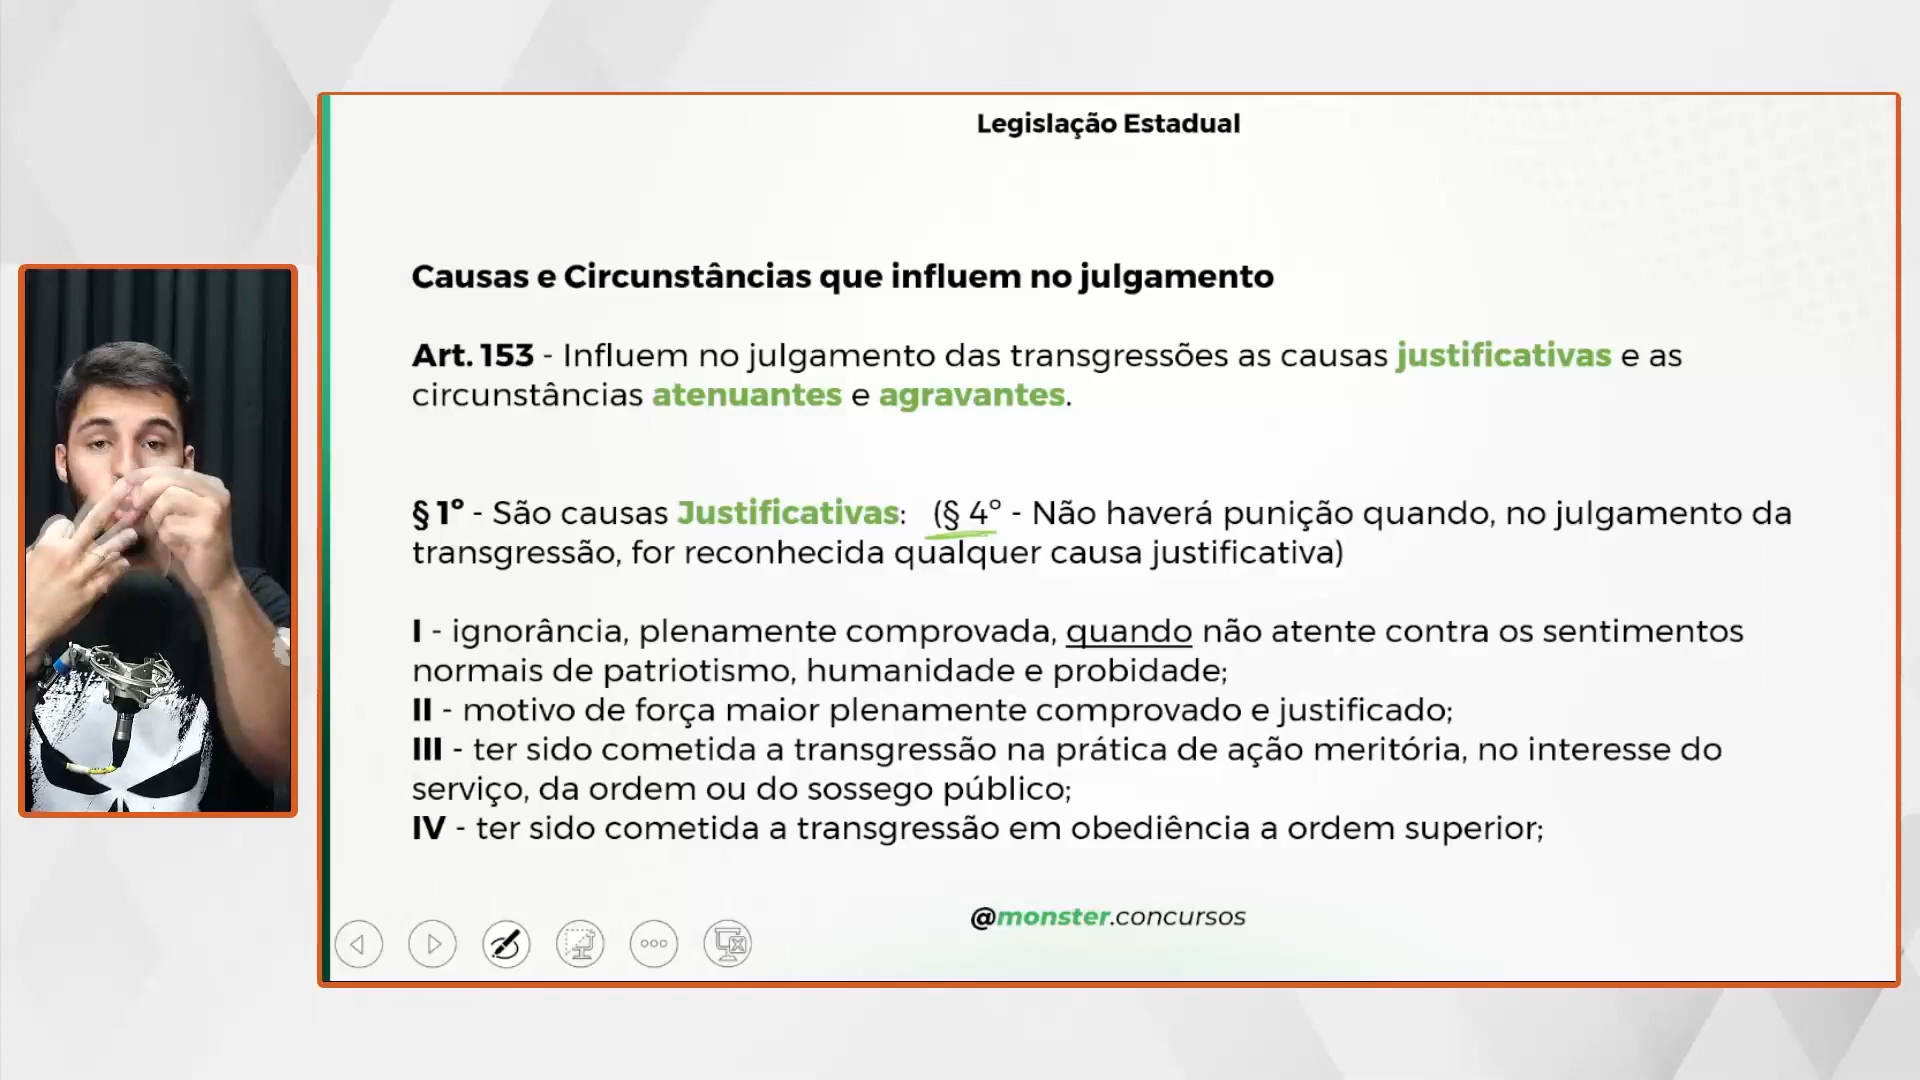 Legislação Estadual
Causas e Circunstâncias que influem no julgamento
Art. 153 - Influem no julgamento das transgressões as causas justificativas e as
circunstâncias atenuantes e agravantes.
§ 1º - São causas Justificativas: (§ 4º - Não haverá punição quando, no julgamento da
transgressão, for reconhecida qualquer causa justificativa)
I - ignorância, plenamente comprovada, quando não atente contra os sentimentos
normais de patriotismo, humanidade e probidade;
II - motivo de força maior plenamente comprovado e justificado;
III - ter sido cometida a transgressão na prática de ação meritória, no interesse do
serviço, da ordem ou do sossego público;
IV - ter sido cometida a transgressão em obediência a ordem superior;
@monster.concursos